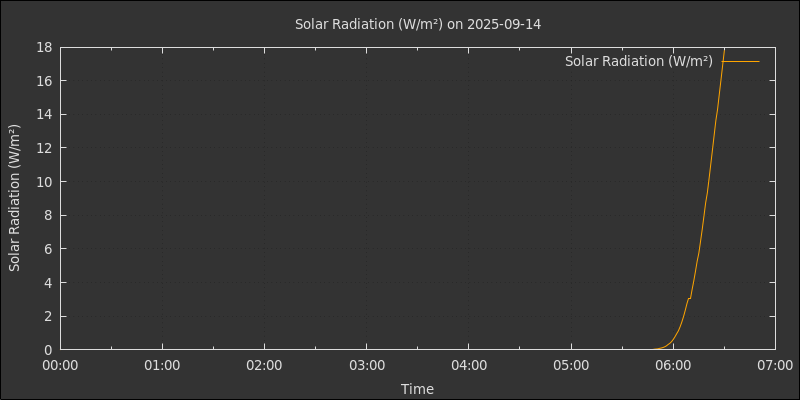 Solar Radiation (W/m²) on 2025-09-14
Solar Radiation (W/m²)
Solar Radiation (W/m²)
18
16
14
12
10
8
6
4
2
0
00:00 01:00 02:00 03:00 04:00 05:00 06:00 07:00
Time